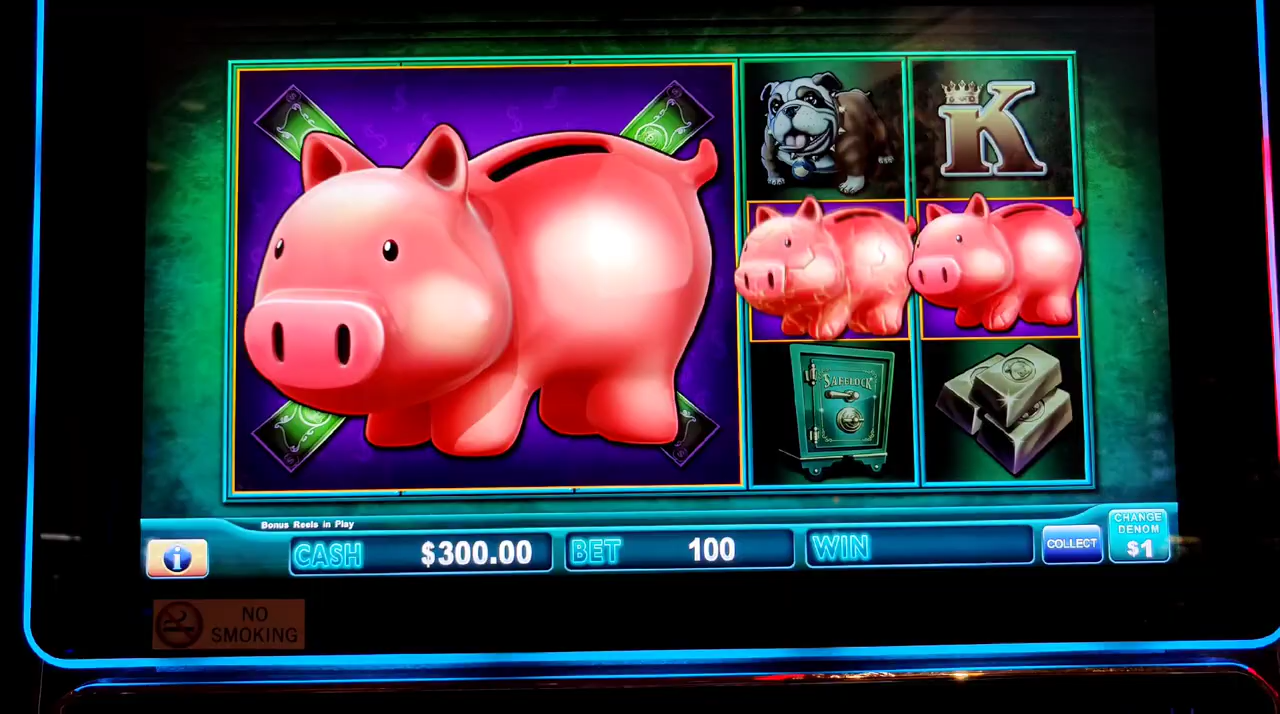 K
SAFELOCK
Bonus Reels in Play
CASH $300.00
BET 100
WIN
COLLECT
CHANGE
DENOM
$1
NO
SMOKING